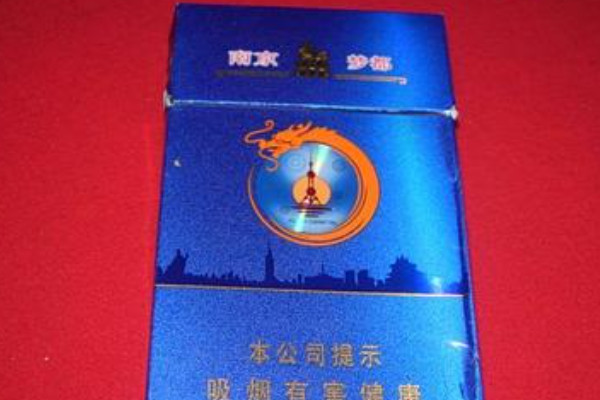 南京 梦都
本公司提示
吸烟有害健康